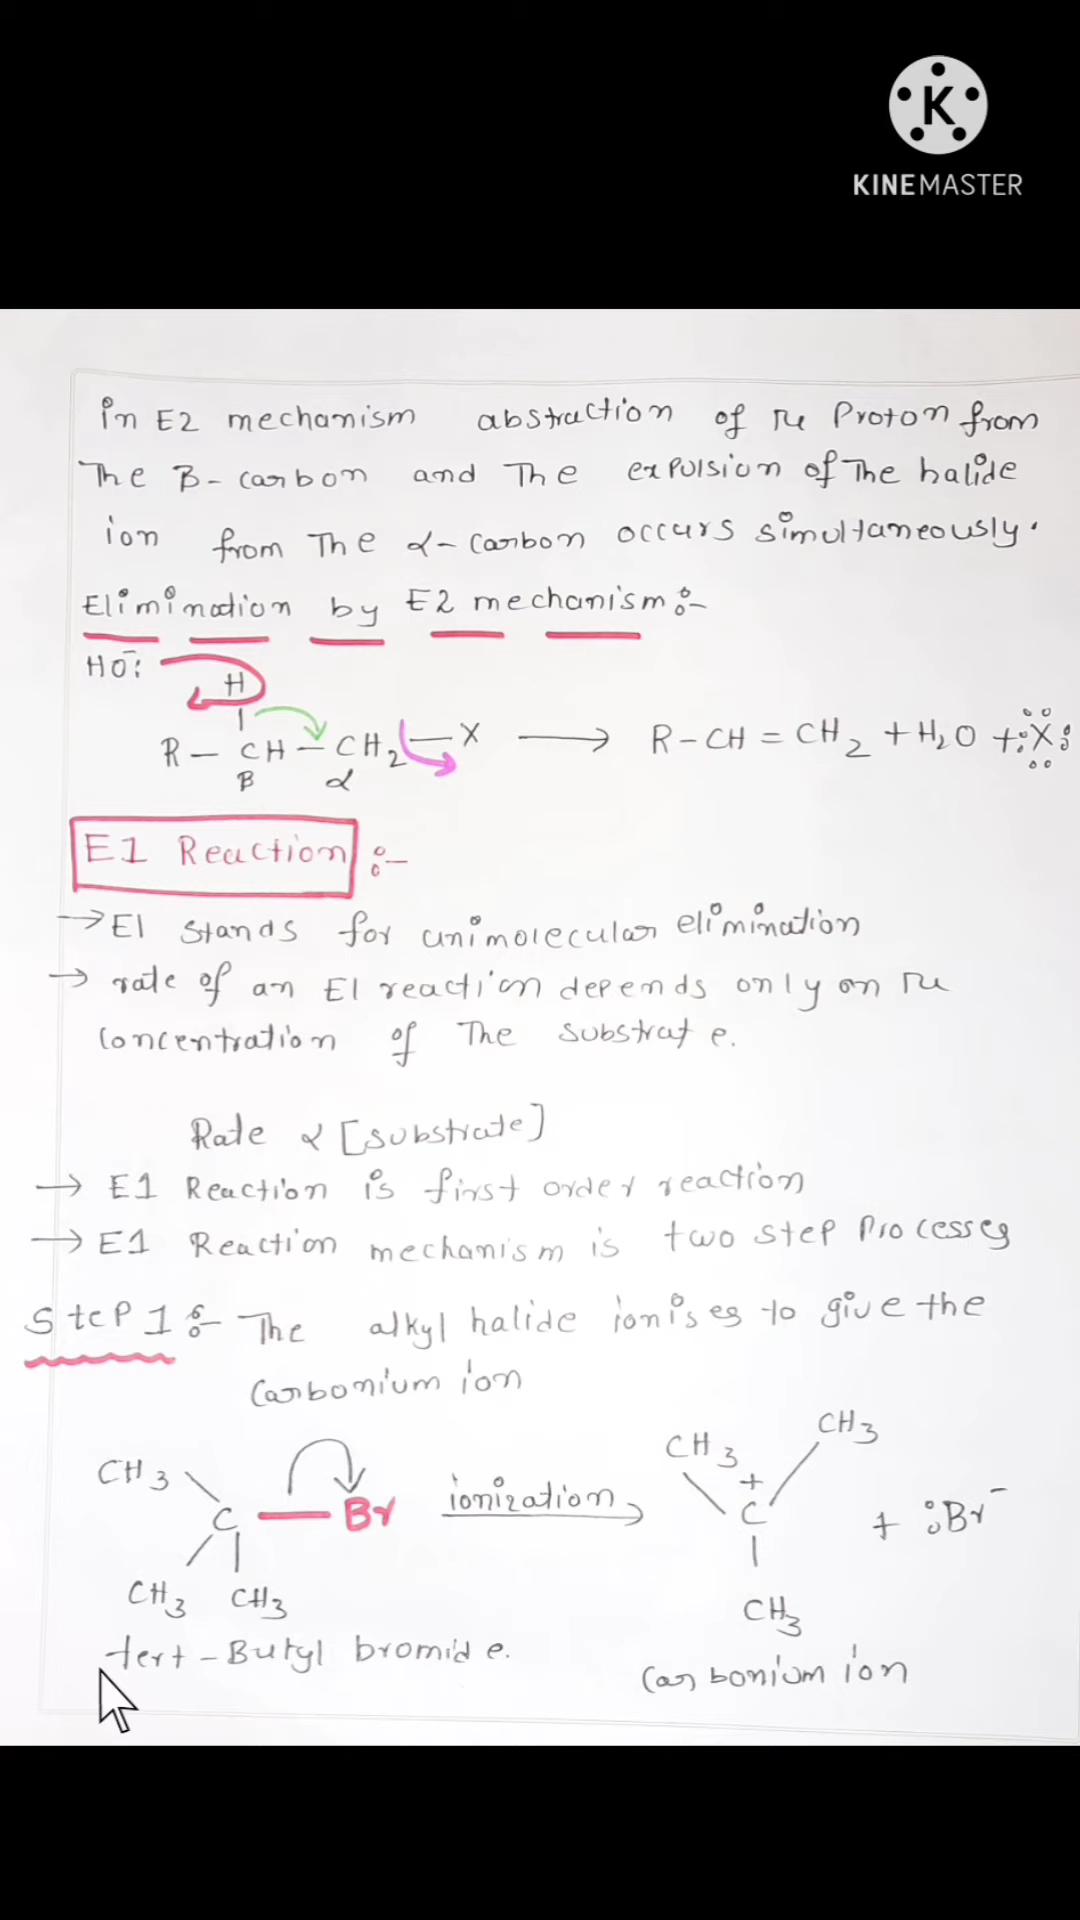 K
KINEMASTER
in E2 mechanism abstraction of the Proton from
The B-carbon and The expulsion of The halide
ion from The α-carbon occurs simultaneously.
Elimination by E2 mechanism:-
HO⁻:
H
R-CH-CH₂-X → R-CH=CH₂+H₂O+:X:
B α
E1 Reaction:-
→ E1 stands for unimolecular elimination
→ rate of an E1 reaction depends only on the
concentration of The substrate.
Rate α [substrate]
→ E1 Reaction is first order reaction
→ E1 Reaction mechanism is two step Processes
Step 1:- The alkyl halide ionises to give the
Carbonium ion
CH₃ CH₃ CH₃
C-Br ionization → C⁺ + :Br⁻
CH₃ CH₃ CH₃
tert-Butyl bromide. Carbonium ion